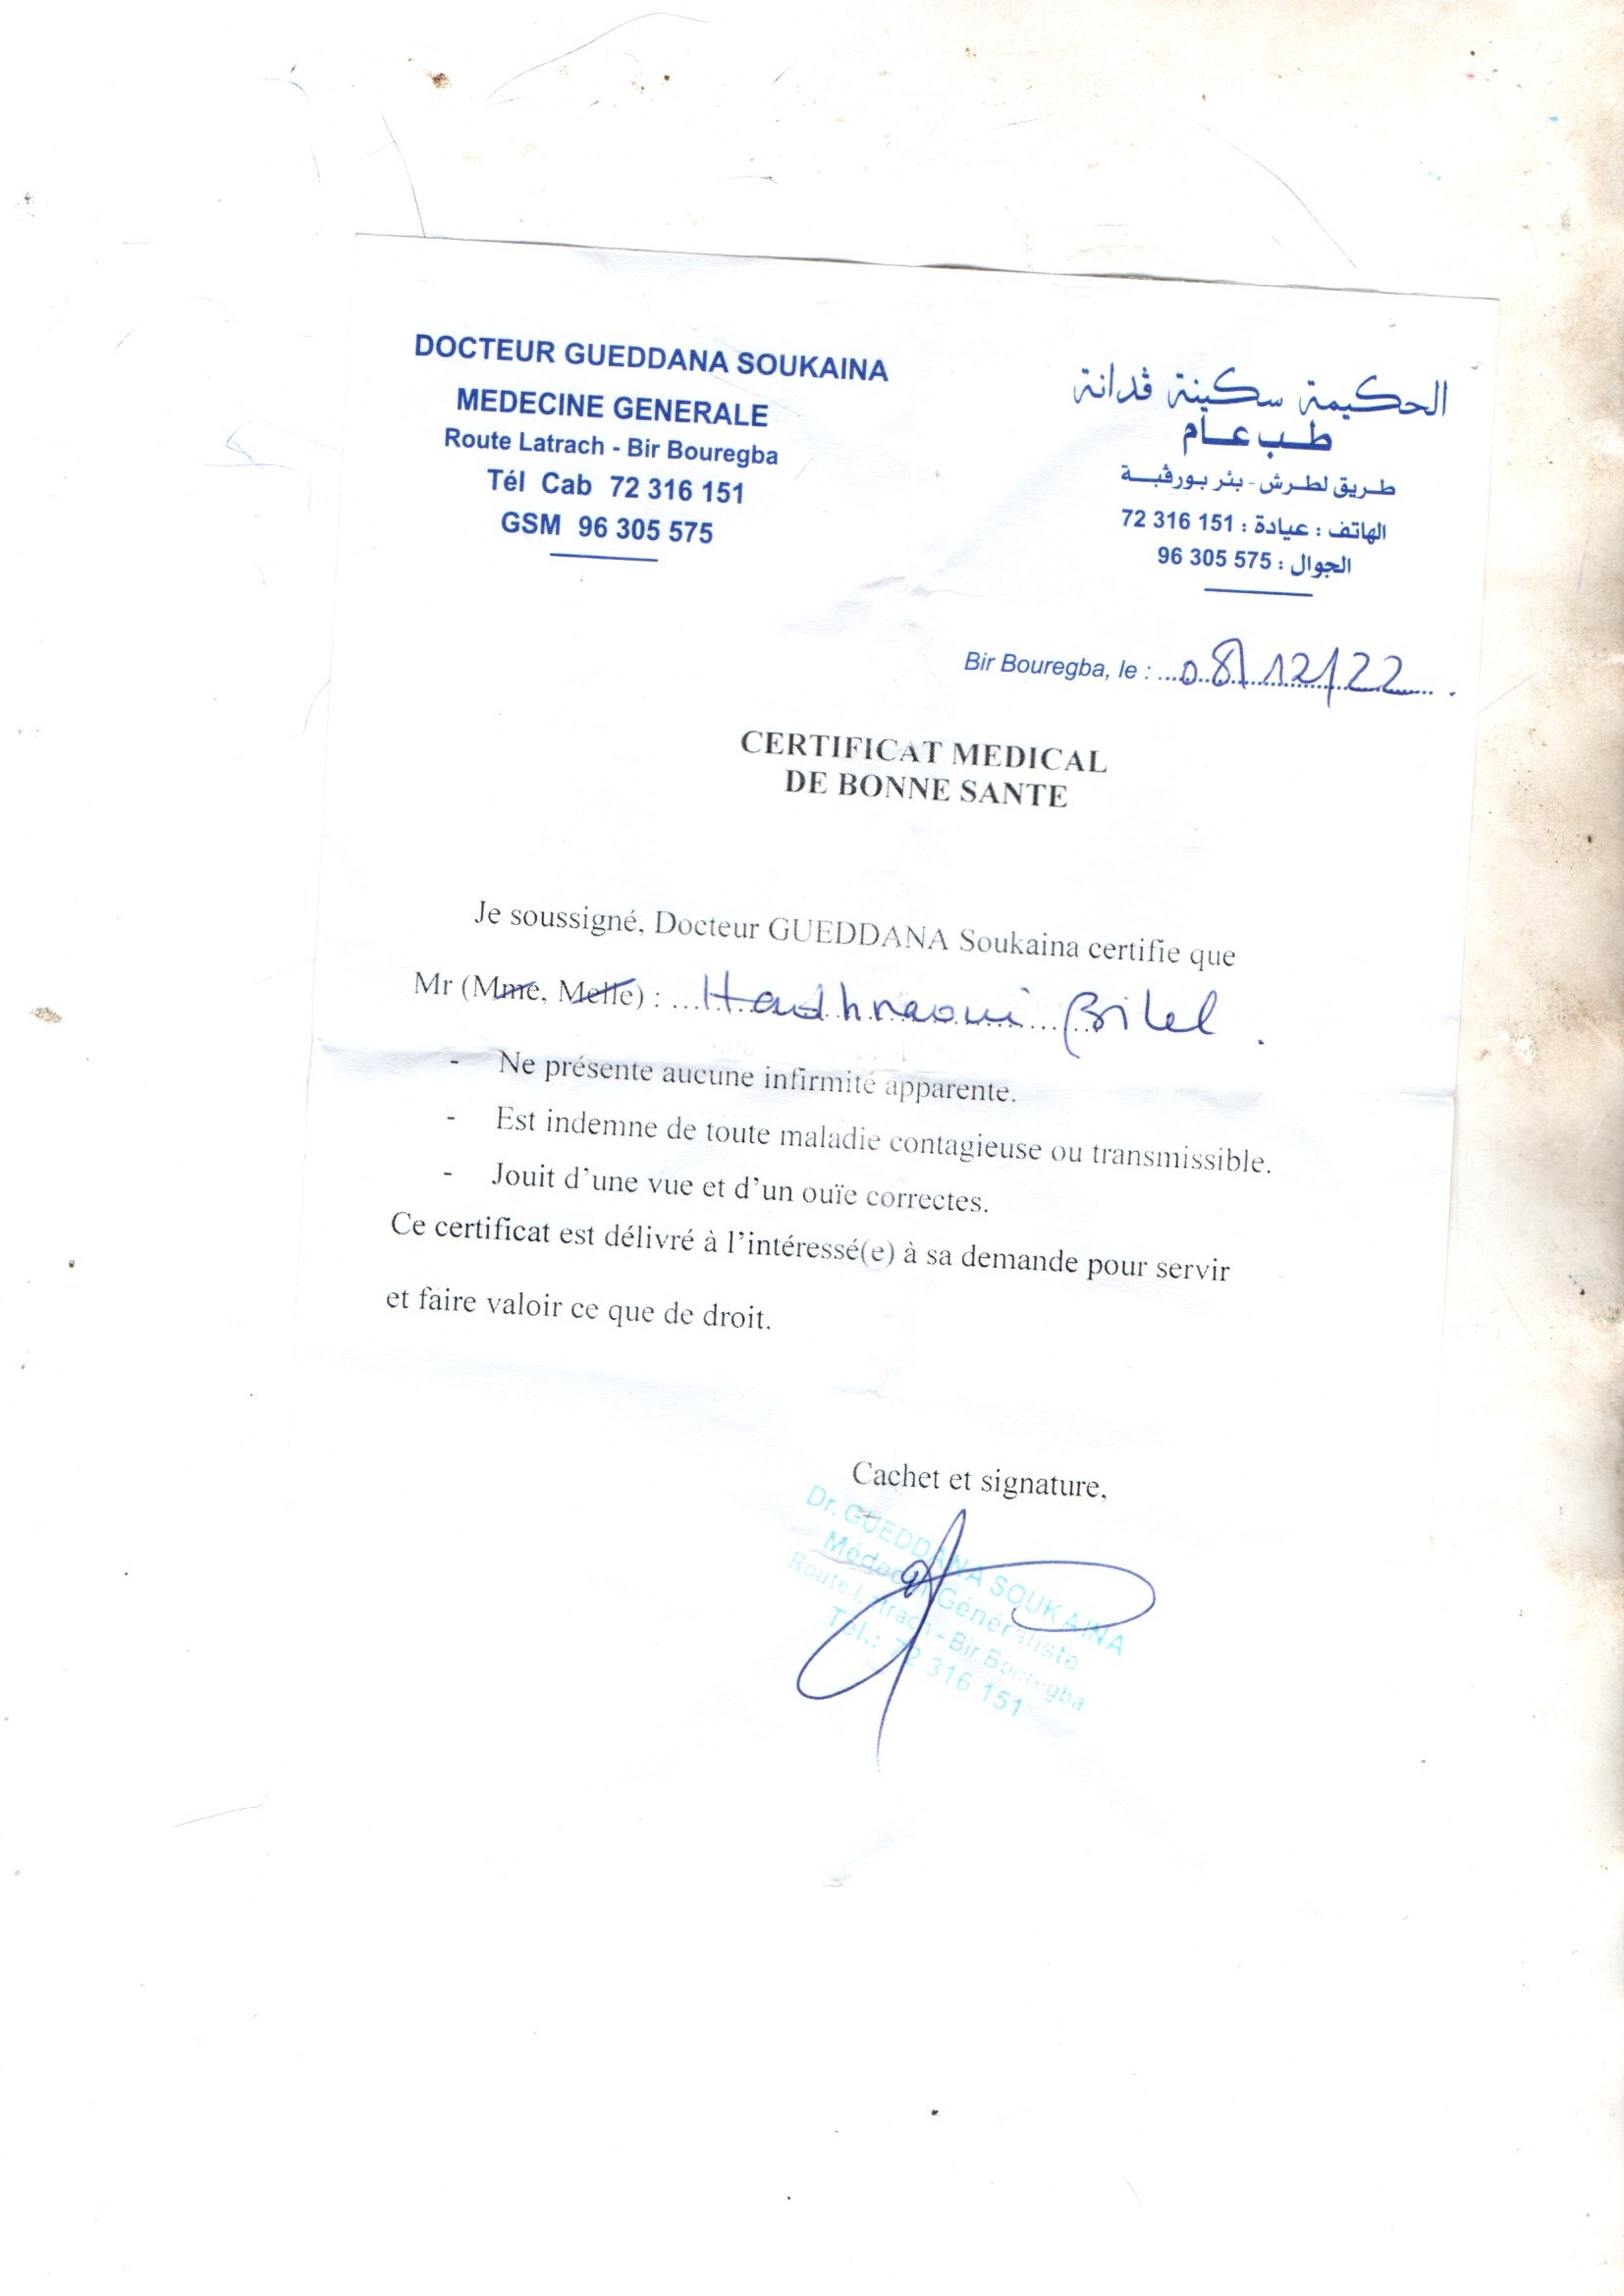 DOCTEUR GUEDDANA SOUKAINA
MEDECINE GENERALE
Route Latrach - Bir Bouregba
Tél Cab 72 316 151
GSM 96 305 575
الحكيمة سكينة ڤدانة
طب عام
طريق لطرش - بئر بورڤبة
الهاتف : عيادة : 72 316 151
الجوال : 96 305 575
Bir Bouregba, le : 08/12/22
CERTIFICAT MEDICAL
DE BONNE SANTE
Je soussigné, Docteur GUEDDANA Soukaina certifie que
Mr (Mme, Melle) : Handhraoui Bilel.
- Ne présente aucune infirmité apparente.
- Est indemne de toute maladie contagieuse ou transmissible.
- Jouit d'une vue et d'un ouïe correctes.
Ce certificat est délivré à l'intéressé(e) à sa demande pour servir
et faire valoir ce que de droit.
Cachet et signature,
Dr. GUEDDANA SOUKAINA
Médecin Généraliste
Route Latrach - Bir Bouregba
Tél.: 72 316 151